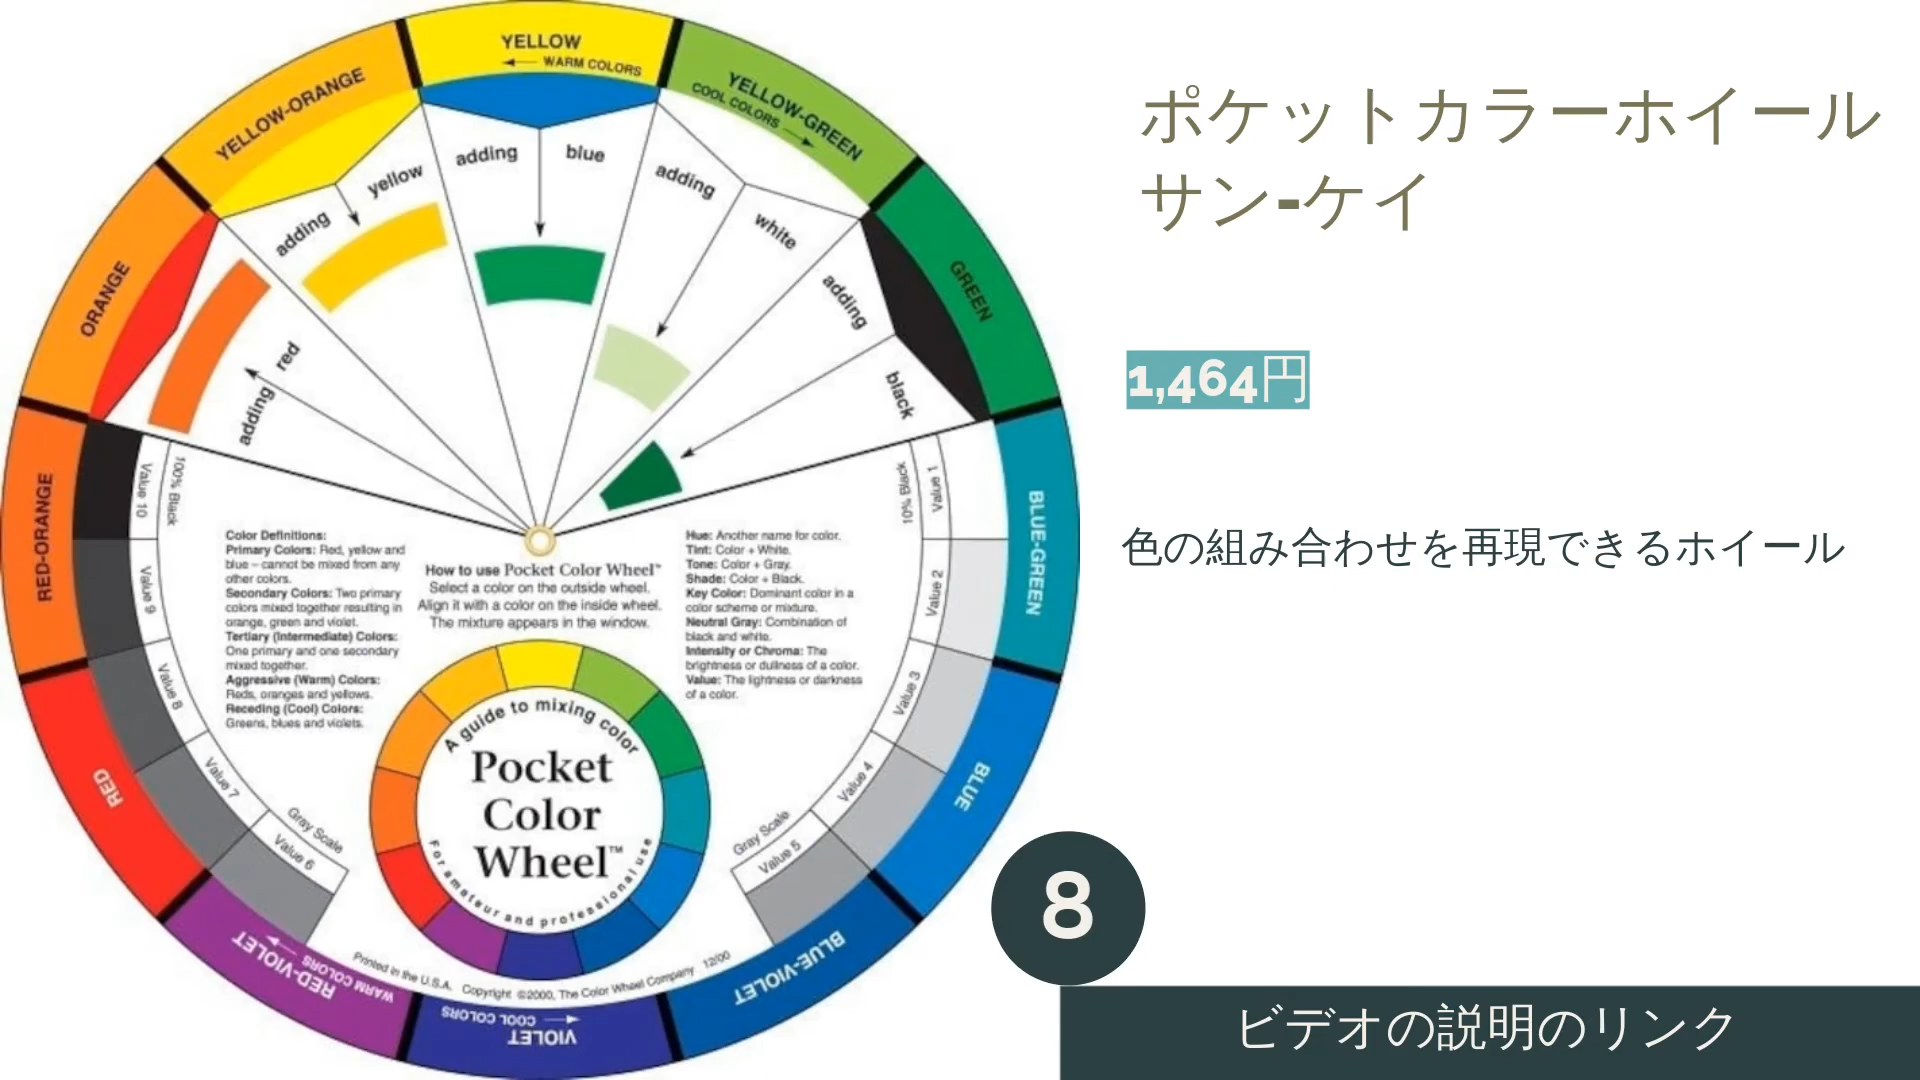 YELLOW
WARM COLORS
YELLOW-GREEN
COOL COLORS
GREEN
BLUE-GREEN
BLUE
BLUE-VIOLET
VIOLET
COOL COLORS
RED-VIOLET
WARM COLORS
RED
RED-ORANGE
ORANGE
YELLOW-ORANGE
adding red
adding yellow
adding blue
adding white
adding black
100% Black
Value 10
Value 9
Value 8
Value 7
Value 6
Gray Scale
10% Black
Value 1
Value 2
Value 3
Value 4
Value 5
Gray Scale
Color Definitions:
Primary Colors: Red, yellow and
blue – cannot be mixed from any
other colors.
Secondary Colors: Two primary
colors mixed together resulting in
orange, green and violet.
Tertiary (Intermediate) Colors:
One primary and one secondary
mixed together.
Aggressive (Warm) Colors:
Reds, oranges and yellows.
Receding (Cool) Colors:
Greens, blues and violets.
How to use Pocket Color Wheel™
Select a color on the outside wheel.
Align it with a color on the inside wheel.
The mixture appears in the window.
Hue: Another name for color.
Tint: Color + White.
Tone: Color + Gray.
Shade: Color + Black.
Key Color: Dominant color in a
color scheme or mixture.
Neutral Gray: Combination of
black and white.
Intensity or Chroma: The
brightness or dullness of a color.
Value: The lightness or darkness
of a color.
A guide to mixing color
Pocket
Color
Wheel™
For amateur and professional use
Printed in the U.S.A. Copyright ©2000, The Color Wheel Company 12/00
ポケットカラーホイール
サン-ケイ
1,464円
色の組み合わせを再現できるホイール
8
ビデオの説明のリンク